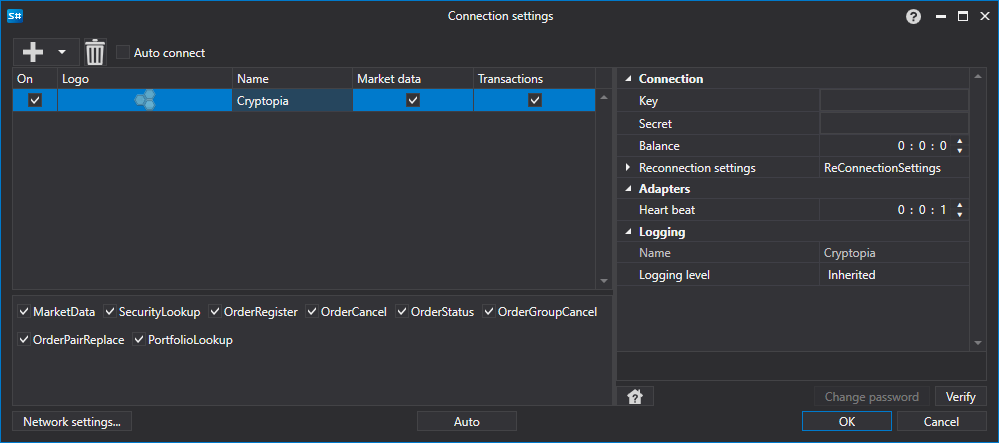 S# Connection settings ?
Auto connect
On Logo Name Market data Transactions
Cryptopia
MarketData SecurityLookup OrderRegister OrderCancel OrderStatus OrderGroupCancel
OrderPairReplace PortfolioLookup
Connection
Key
Secret
Balance 0 : 0 : 0
Reconnection settings ReConnectionSettings
Adapters
Heart beat 0 : 0 : 1
Logging
Name Cryptopia
Logging level Inherited
? Change password Verify
Network settings... Auto OK Cancel